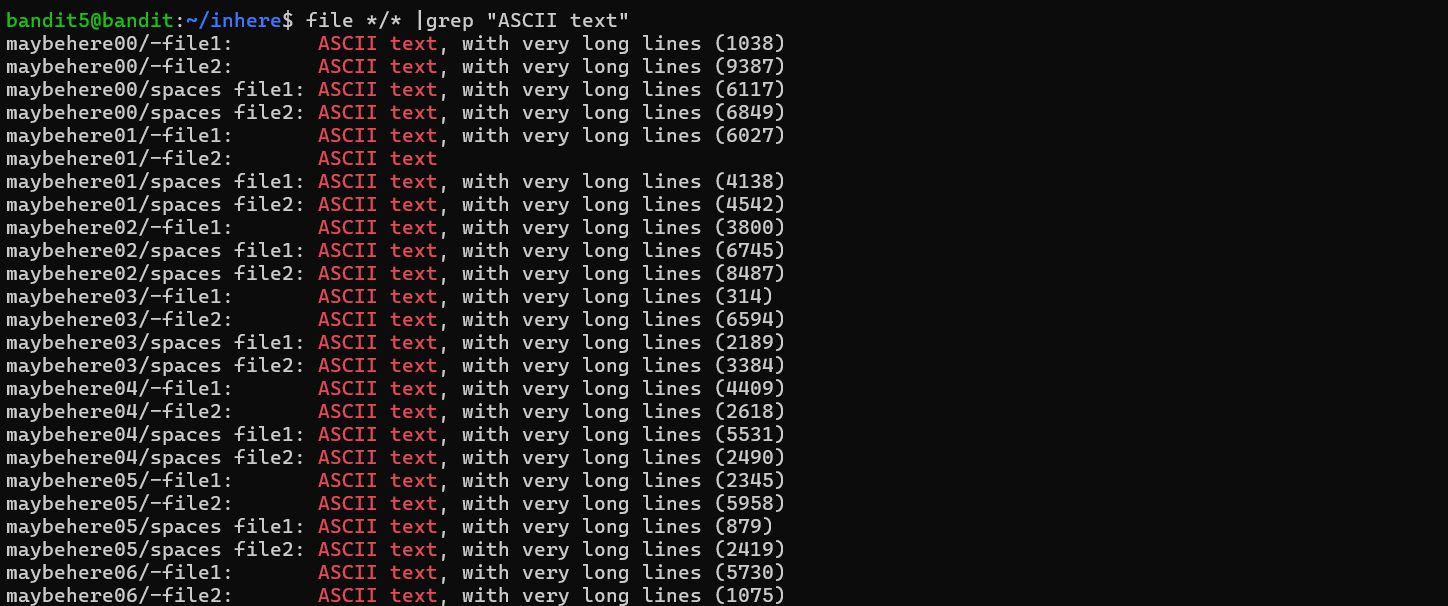 bandit5@bandit:~/inhere$ file */* |grep "ASCII text"
maybehere00/-file1:       ASCII text, with very long lines (1038)
maybehere00/-file2:       ASCII text, with very long lines (9387)
maybehere00/spaces file1: ASCII text, with very long lines (6117)
maybehere00/spaces file2: ASCII text, with very long lines (6849)
maybehere01/-file1:       ASCII text, with very long lines (6027)
maybehere01/-file2:       ASCII text
maybehere01/spaces file1: ASCII text, with very long lines (4138)
maybehere01/spaces file2: ASCII text, with very long lines (4542)
maybehere02/-file1:       ASCII text, with very long lines (3800)
maybehere02/spaces file1: ASCII text, with very long lines (6745)
maybehere02/spaces file2: ASCII text, with very long lines (8487)
maybehere03/-file1:       ASCII text, with very long lines (314)
maybehere03/-file2:       ASCII text, with very long lines (6594)
maybehere03/spaces file1: ASCII text, with very long lines (2189)
maybehere03/spaces file2: ASCII text, with very long lines (3384)
maybehere04/-file1:       ASCII text, with very long lines (4409)
maybehere04/-file2:       ASCII text, with very long lines (2618)
maybehere04/spaces file1: ASCII text, with very long lines (5531)
maybehere04/spaces file2: ASCII text, with very long lines (2490)
maybehere05/-file1:       ASCII text, with very long lines (2345)
maybehere05/-file2:       ASCII text, with very long lines (5958)
maybehere05/spaces file1: ASCII text, with very long lines (879)
maybehere05/spaces file2: ASCII text, with very long lines (2419)
maybehere06/-file1:       ASCII text, with very long lines (5730)
maybehere06/-file2:       ASCII text, with very long lines (1075)